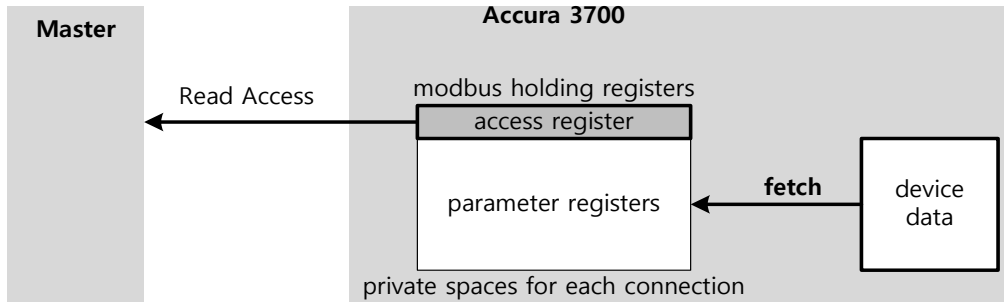 Master
Accura 3700
Read Access
modbus holding registers
access register
parameter registers
fetch
device
data
private spaces for each connection